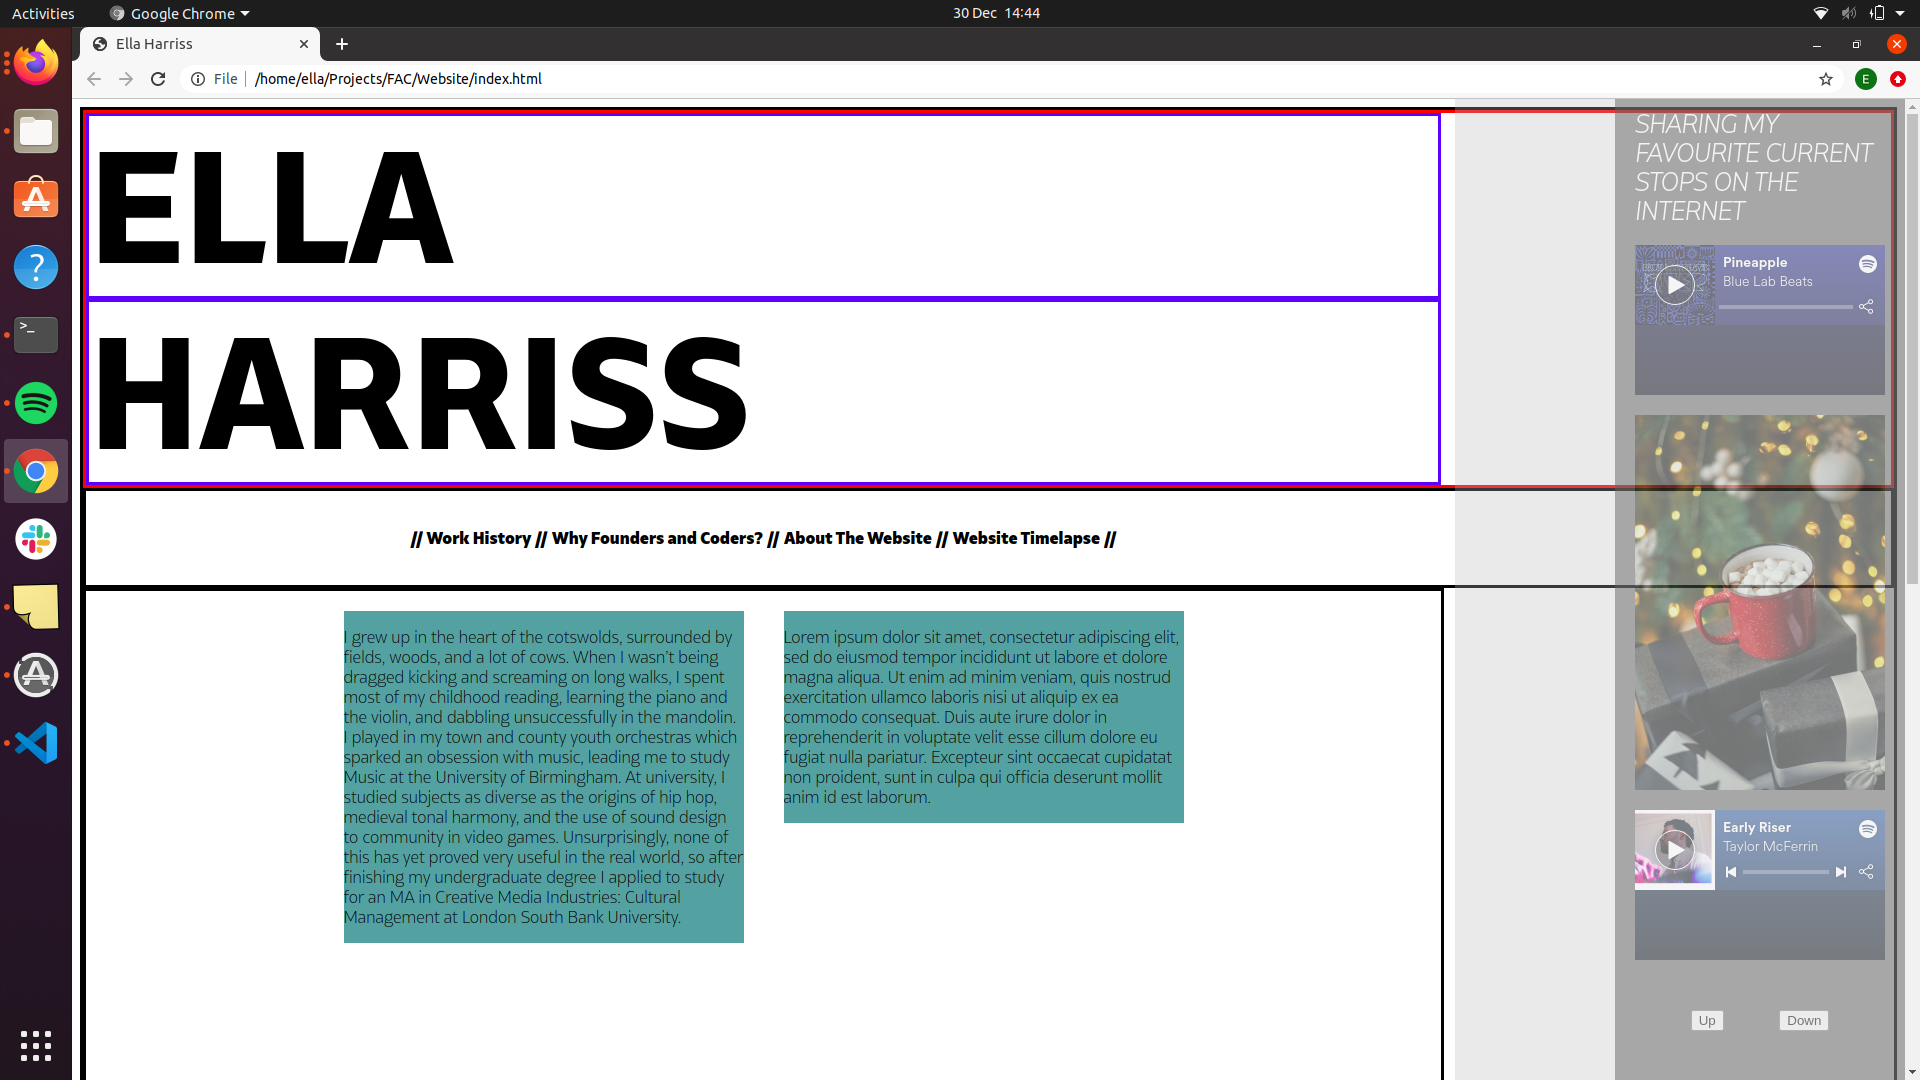 Activities
Google Chrome
30 Dec 14:44
Ella Harriss
File
/home/ella/Projects/FAC/Website/index.html
E
ELLA
HARRISS
// Work History // Why Founders and Coders? // About The Website // Website Timelapse //
I grew up in the heart of the cotswolds, surrounded by
fields, woods, and a lot of cows. When I wasn't being
dragged kicking and screaming on long walks, I spent
most of my childhood reading, learning the piano and
the violin, and dabbling unsuccessfully in the mandolin.
I played in my town and county youth orchestras which
sparked an obsession with music, leading me to study
Music at the University of Birmingham. At university, I
studied subjects as diverse as the origins of hip hop,
medieval tonal harmony, and the use of sound design
to community in video games. Unsurprisingly, none of
this has yet proved very useful in the real world, so after
finishing my undergraduate degree I applied to study
for an MA in Creative Media Industries: Cultural
Management at London South Bank University.
Lorem ipsum dolor sit amet, consectetur adipiscing elit,
sed do eiusmod tempor incididunt ut labore et dolore
magna aliqua. Ut enim ad minim veniam, quis nostrud
exercitation ullamco laboris nisi ut aliquip ex ea
commodo consequat. Duis aute irure dolor in
reprehenderit in voluptate velit esse cillum dolore eu
fugiat nulla pariatur. Excepteur sint occaecat cupidatat
non proident, sunt in culpa qui officia deserunt mollit
anim id est laborum.
SHARING MY
FAVOURITE CURRENT
STOPS ON THE
INTERNET
Pineapple
Blue Lab Beats
Early Riser
Taylor McFerrin
Up
Down